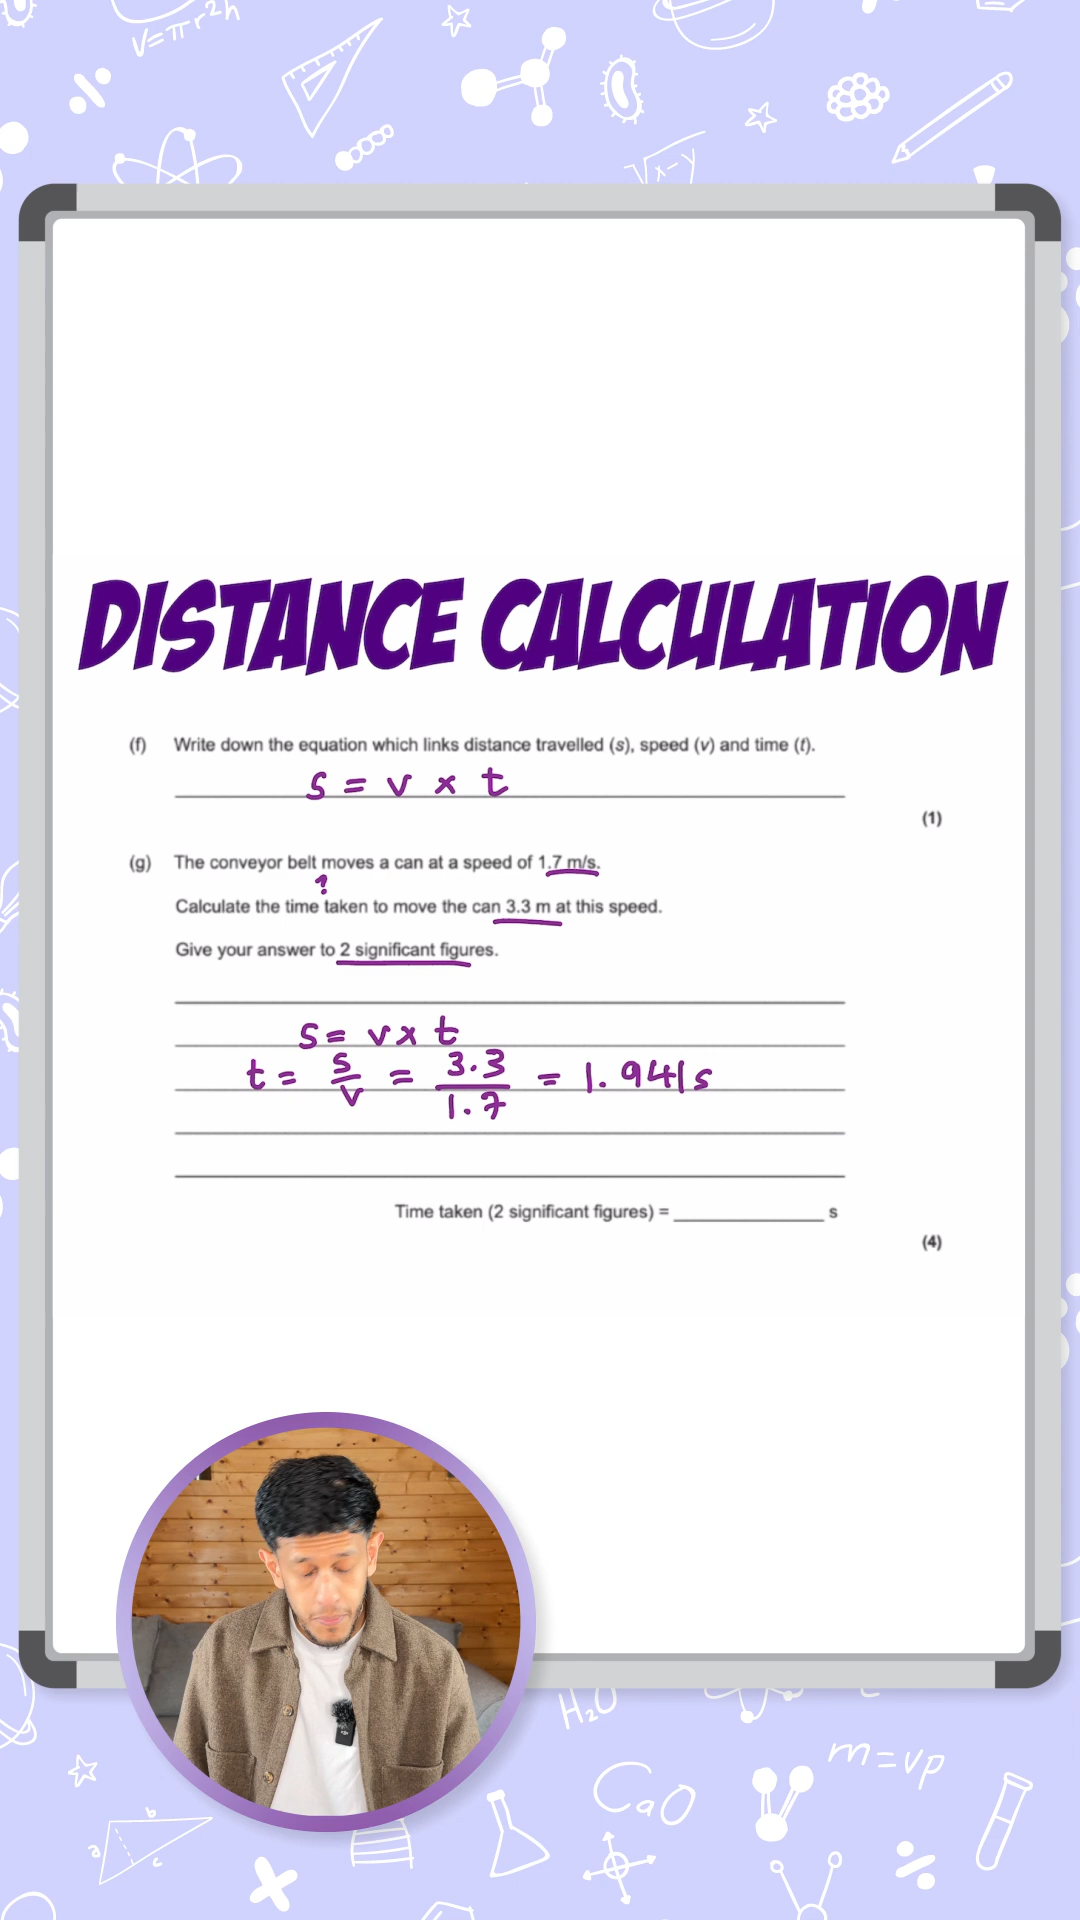 V=πr²h
√x-y
DISTANCE CALCULATION
(f) Write down the equation which links distance travelled (s), speed (v) and time (t).
s = v × t
(1)
(g) The conveyor belt moves a can at a speed of 1.7 m/s.
?
Calculate the time taken to move the can 3.3 m at this speed.
Give your answer to 2 significant figures.
s = v × t
t = s/v = 3.3/1.7 = 1.941s
Time taken (2 significant figures) = ______________ s
(4)
H₂O
m=vp
CaO
a b c